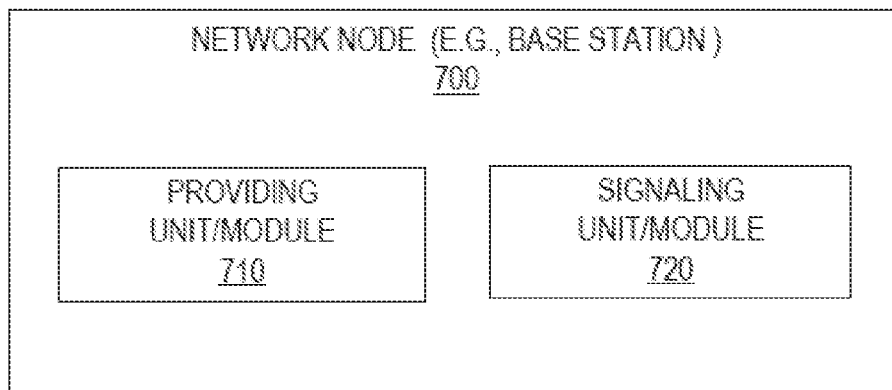 NETWORK NODE (E.G., BASE STATION )
700
PROVIDING
UNIT/MODULE
710
SIGNALING
UNIT/MODULE
720